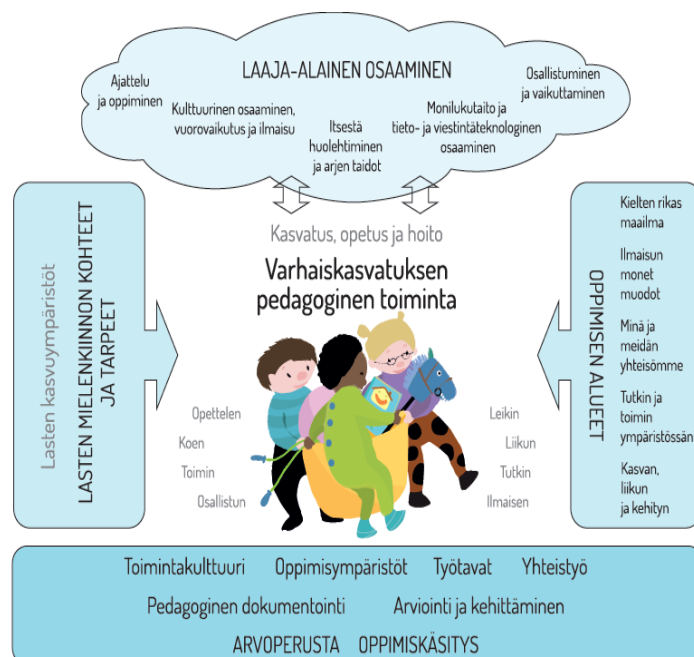 LAAJA-ALAINEN OSAAMINEN
Ajattelu
ja oppiminen
Kulttuurinen osaaminen,
vuorovaikutus ja ilmaisu
Itsestä
huolehtiminen
ja arjen taidot
Monilukutaito ja
tieto- ja viestintäteknologinen
osaaminen
Osallistuminen
ja vaikuttaminen
Lasten kasvuympäristöt
LASTEN MIELENKIINNON KOHTEET
JA TARPEET
Kasvatus, opetus ja hoito
Varhaiskasvatuksen
pedagoginen toiminta
Opettelen
Koen
Toimin
Osallistun
Leikin
Liikun
Tutkin
Ilmaisen
OPPIMISEN ALUEET
Kielten rikas
maailma
Ilmaisun
monet
muodot
Minä ja
meidän
yhteisömme
Tutkin ja
toimin
ympäristössän
Kasvan,
liikun
ja kehityn
Toimintakulttuuri Oppimisympäristöt Työtavat Yhteistyö
Pedagoginen dokumentointi Arviointi ja kehittäminen
ARVOPERUSTA OPPIMISKÄSITYS